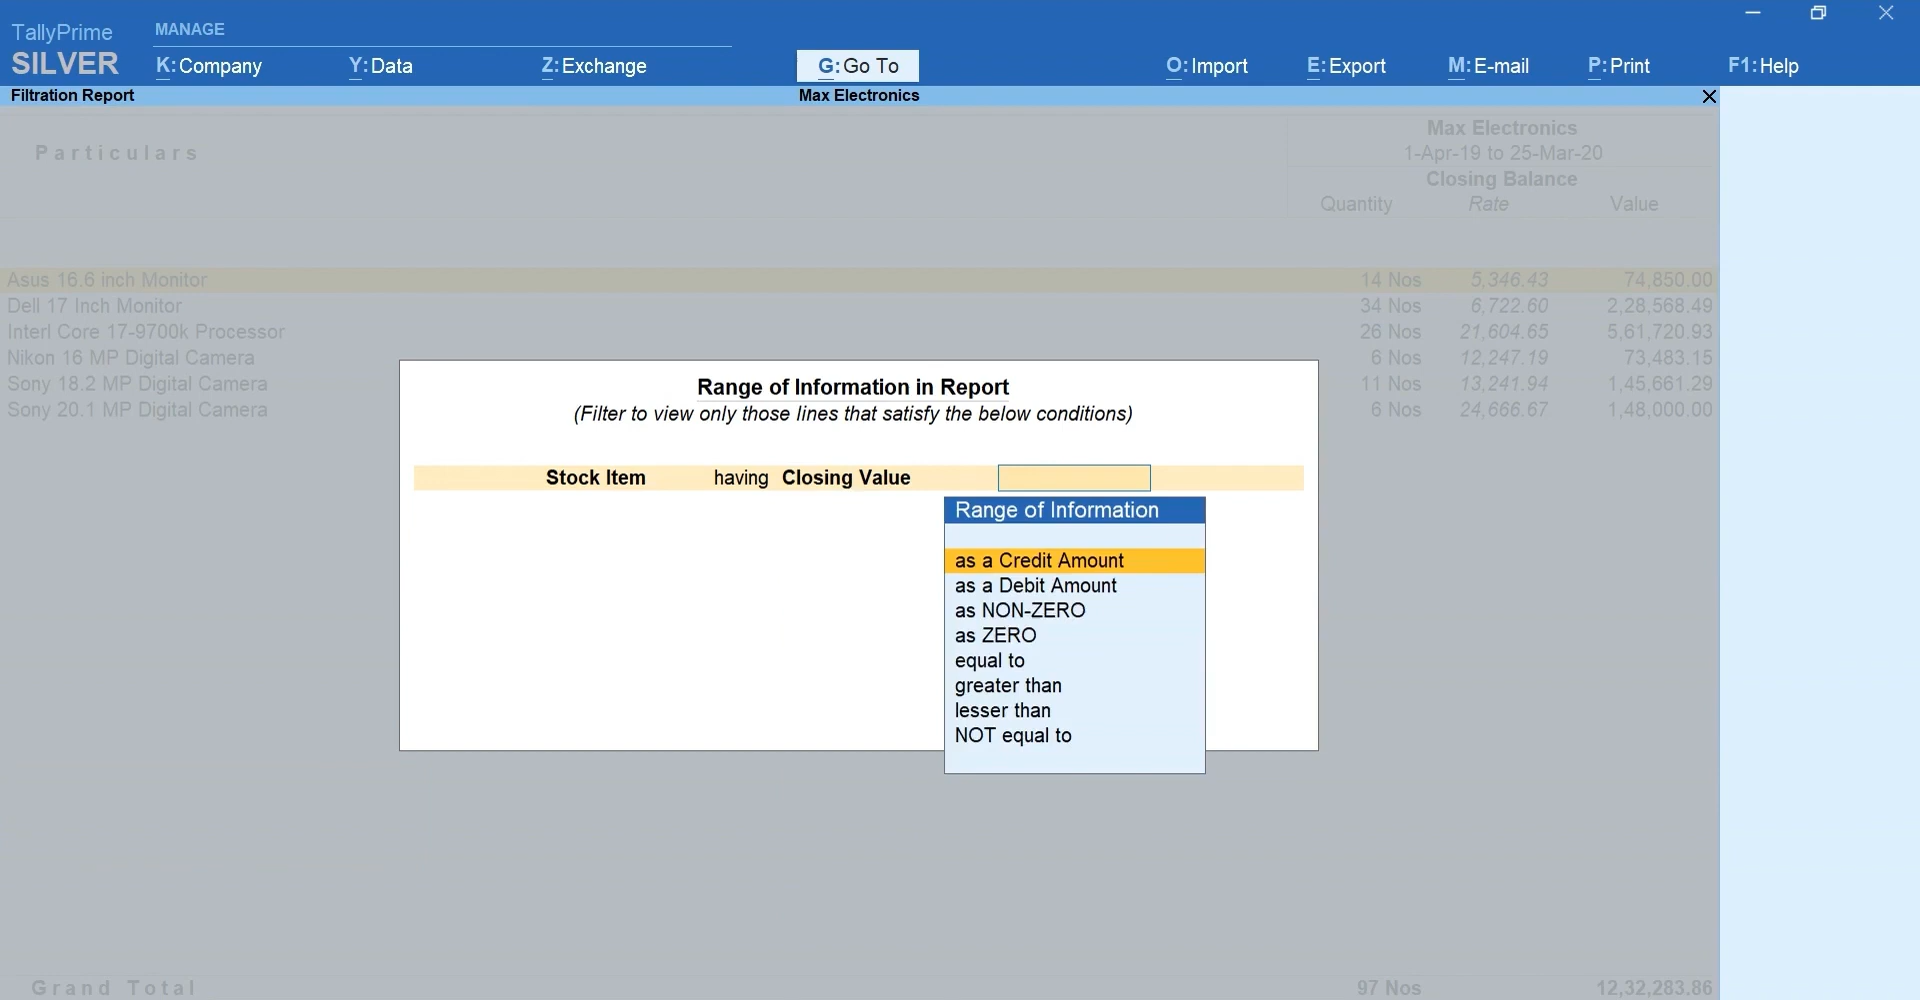 TallyPrime
SILVER
MANAGE
K:Company Y:Data Z:Exchange G:Go To O:Import E:Export M:E-mail P:Print F1:Help
Filtration Report Max Electronics
Particulars
Max Electronics
1-Apr-19 to 25-Mar-20
Closing Balance
Quantity Rate Value
Asus 16.6 inch Monitor 14 Nos 5,346.43 74,850.00
Dell 17 Inch Monitor 34 Nos 6,722.60 2,28,568.49
Interl Core 17-9700k Processor 26 Nos 21,604.65 5,61,720.93
Nikon 16 MP Digital Camera 6 Nos 12,247.19 73,483.15
Sony 18.2 MP Digital Camera 11 Nos 13,241.94 1,45,661.29
Sony 20.1 MP Digital Camera 6 Nos 24,666.67 1,48,000.00
Range of Information in Report
(Filter to view only those lines that satisfy the below conditions)
Stock Item having Closing Value
Range of Information
as a Credit Amount
as a Debit Amount
as NON-ZERO
as ZERO
equal to
greater than
lesser than
NOT equal to
Grand Total 97 Nos 12,32,283.86